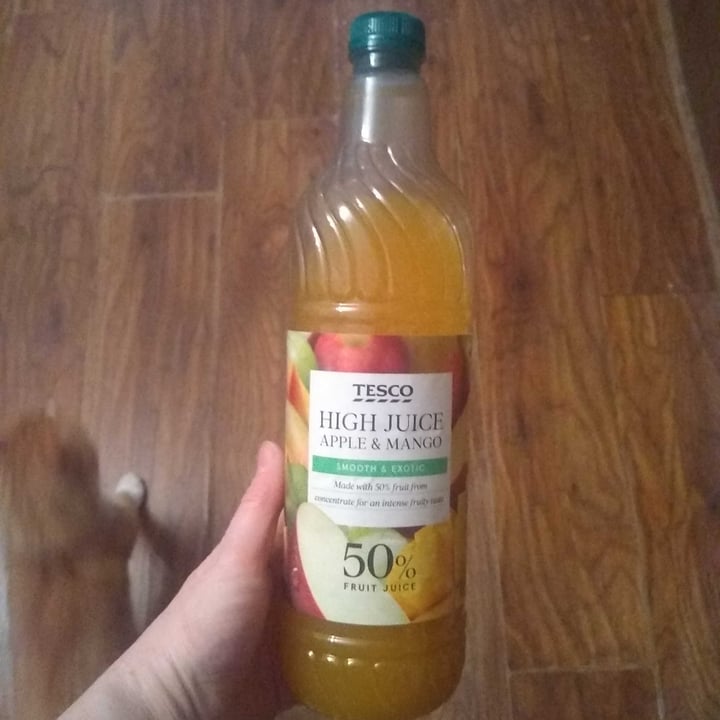 TESCO
HIGH JUICE
APPLE & MANGO
SMOOTH & EXOTIC
Made with 50% fruit from
concentrate for an intense fruity taste
50%
FRUIT JUICE